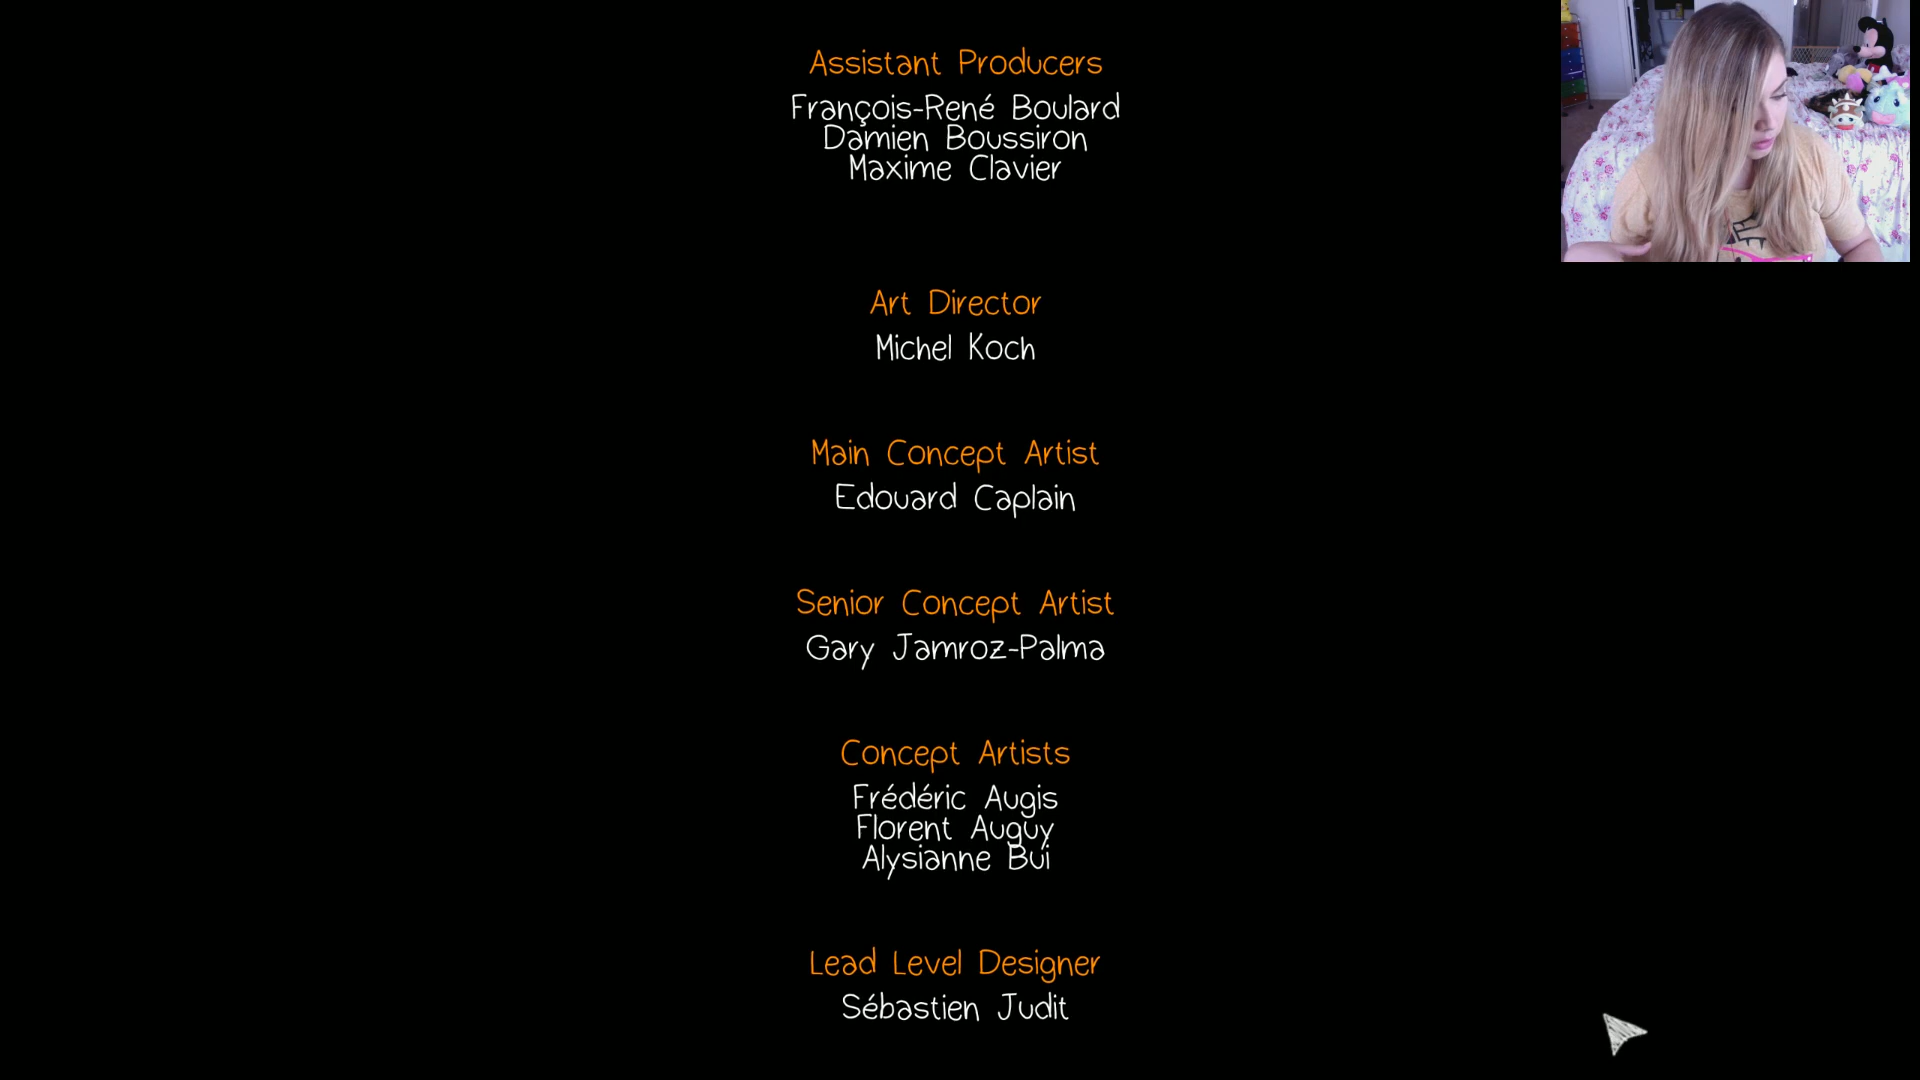 Assistant Producers
François-René Boulard
Damien Boussiron
Maxime Clavier
Art Director
Michel Koch
Main Concept Artist
Edouard Caplain
Senior Concept Artist
Gary Jamroz-Palma
Concept Artists
Frédéric Augis
Florent Auguy
Alysianne Bui
Lead Level Designer
Sébastien Judit